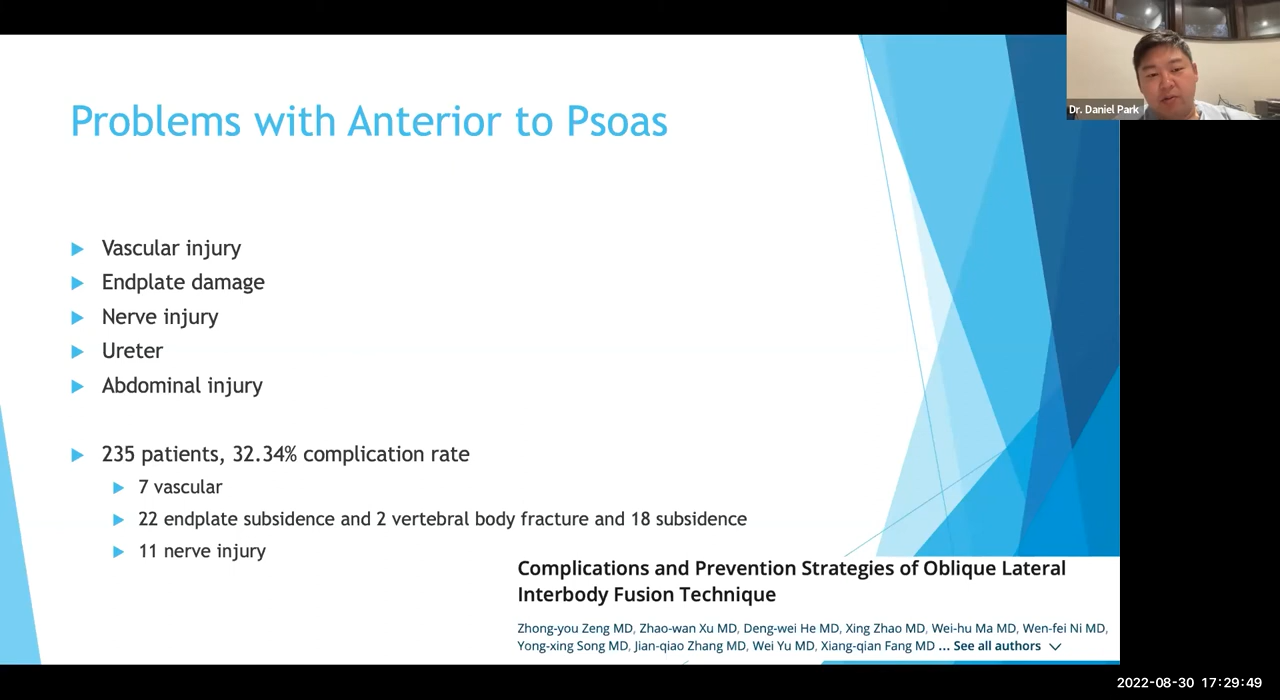 Dr. Daniel Park
Problems with Anterior to Psoas
Vascular injury
Endplate damage
Nerve injury
Ureter
Abdominal injury
235 patients, 32.34% complication rate
7 vascular
22 endplate subsidence and 2 vertebral body fracture and 18 subsidence
11 nerve injury
Complications and Prevention Strategies of Oblique Lateral
Interbody Fusion Technique
Zhong-you Zeng MD, Zhao-wan Xu MD, Deng-wei He MD, Xing Zhao MD, Wei-hu Ma MD, Wen-fei Ni MD,
Yong-xing Song MD, Jian-qiao Zhang MD, Wei Yu MD, Xiang-qian Fang MD ... See all authors
2022-08-30 17:29:49